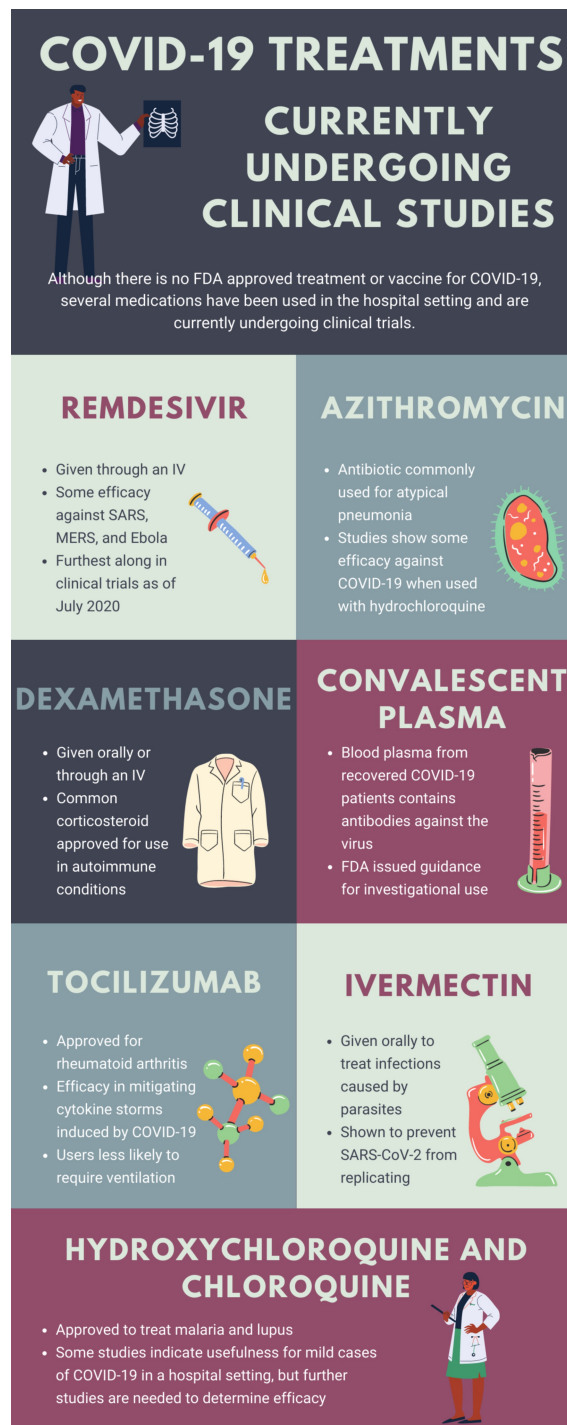 COVID-19 TREATMENTS
CURRENTLY
UNDERGOING
CLINICAL STUDIES
Although there is no FDA approved treatment or vaccine for COVID-19,
several medications have been used in the hospital setting and are
currently undergoing clinical trials.
REMDESIVIR
• Given through an IV
• Some efficacy
against SARS,
MERS, and Ebola
• Furthest along in
clinical trials as of
July 2020
AZITHROMYCIN
• Antibiotic commonly
used for atypical
pneumonia
• Studies show some
efficacy against
COVID-19 when used
with hydrochloroquine
DEXAMETHASONE
• Given orally or
through an IV
• Common
corticosteroid
approved for use
in autoimmune
conditions
CONVALESCENT
PLASMA
• Blood plasma from
recovered COVID-19
patients contains
antibodies against the
virus
• FDA issued guidance
for investigational use
TOCILIZUMAB
• Approved for
rheumatoid arthritis
• Efficacy in mitigating
cytokine storms
induced by COVID-19
• Users less likely to
require ventilation
IVERMECTIN
• Given orally to
treat infections
caused by
parasites
• Shown to prevent
SARS-CoV-2 from
replicating
HYDROXYCHLOROQUINE AND
CHLOROQUINE
• Approved to treat malaria and lupus
• Some studies indicate usefulness for mild cases
of COVID-19 in a hospital setting, but further
studies are needed to determine efficacy